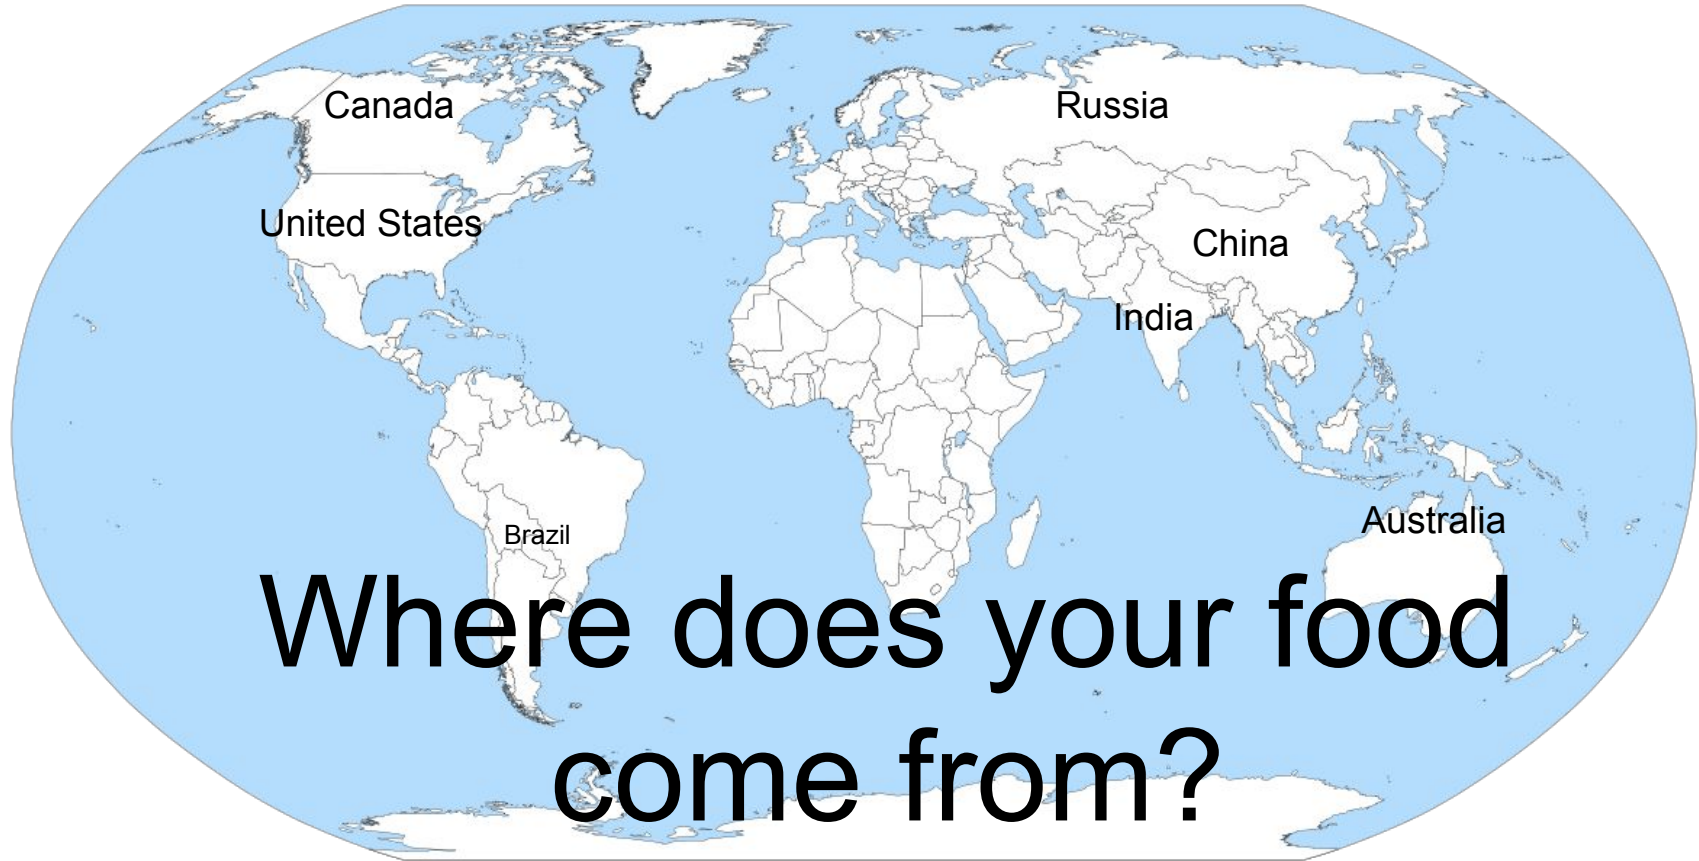 Canada
Russia
United States
China
India
Brazil
Australia
Where does your food
come from?